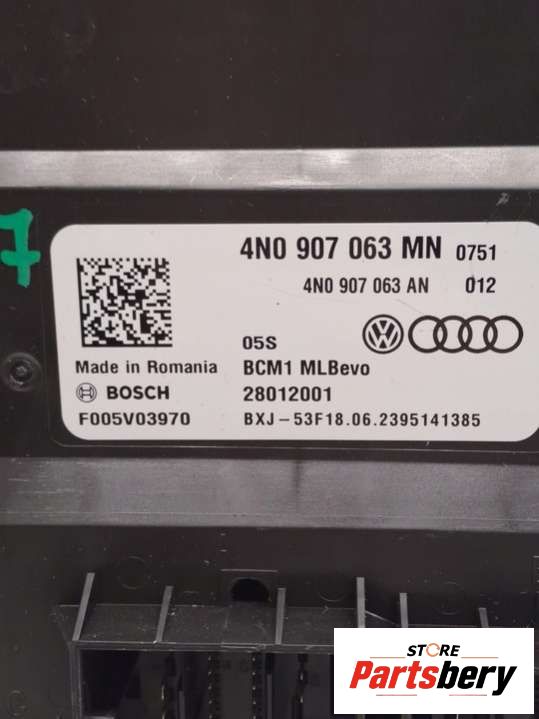 7
4N0 907 063 MN 0751
4N0 907 063 AN 012
05S
Made in Romania BCM1 MLBevo
BOSCH 28012001
F005V03970 BXJ-53F18.06.2395141385
STORE
Partsbery